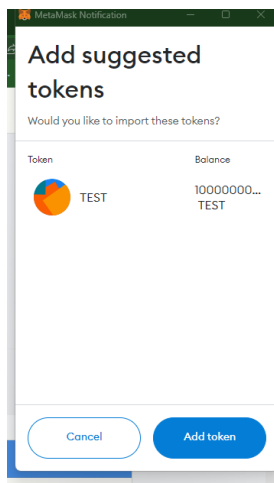 MetaMask Notification
Add suggested
tokens
Would you like to import these tokens?
Token Balance
TEST 10000000...
TEST
Cancel Add token